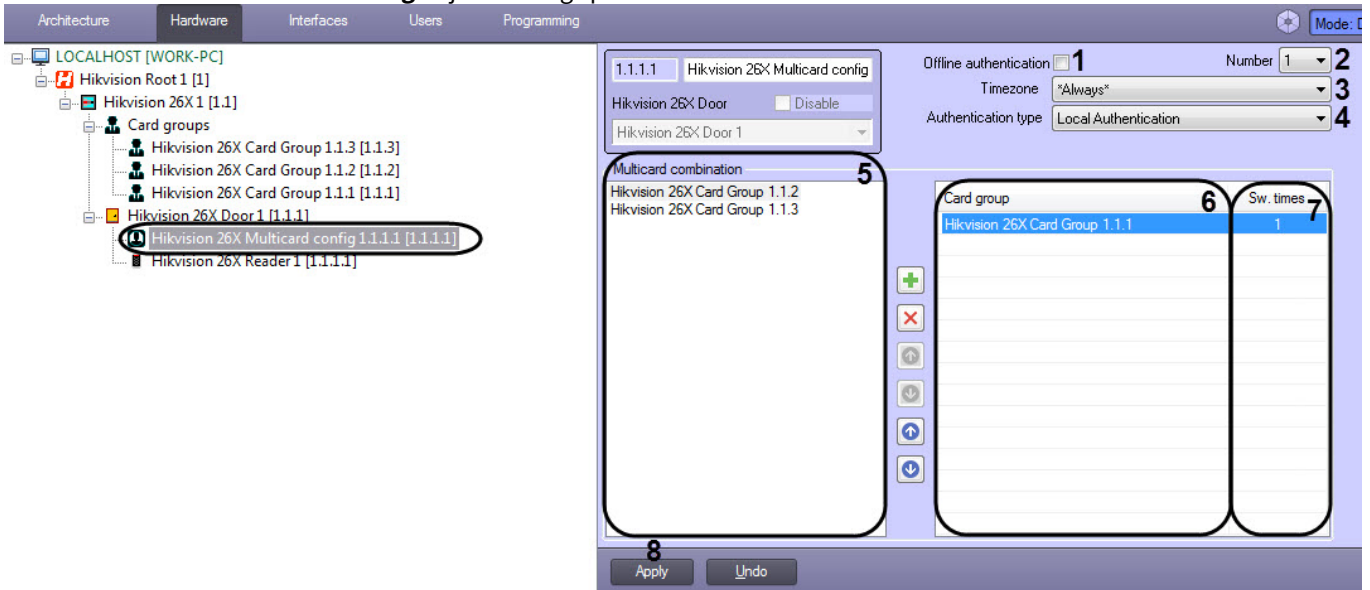 Architecture Hardware Interfaces Users Programming Mode:
LOCALHOST [WORK-PC]
Hikvision Root 1 [1]
Hikvision 26X 1 [1.1]
Card groups
Hikvision 26X Card Group 1.1.3 [1.1.3]
Hikvision 26X Card Group 1.1.2 [1.1.2]
Hikvision 26X Card Group 1.1.1 [1.1.1]
Hikvision 26X Door 1 [1.1.1]
Hikvision 26X Multicard config 1.1.1.1 [1.1.1.1]
Hikvision 26X Reader 1 [1.1.1.1]
1.1.1.1 Hikvision 26X Multicard config
Hikvision 26X Door Disable
Hikvision 26X Door 1
Offline authentication 1 Number 1 2
Timezone *Always* 3
Authentication type Local Authentication 4
Multicard combination 5
Hikvision 26X Card Group 1.1.2
Hikvision 26X Card Group 1.1.3
Card group 6 Sw. times 7
Hikvision 26X Card Group 1.1.1 1
8
Apply Undo